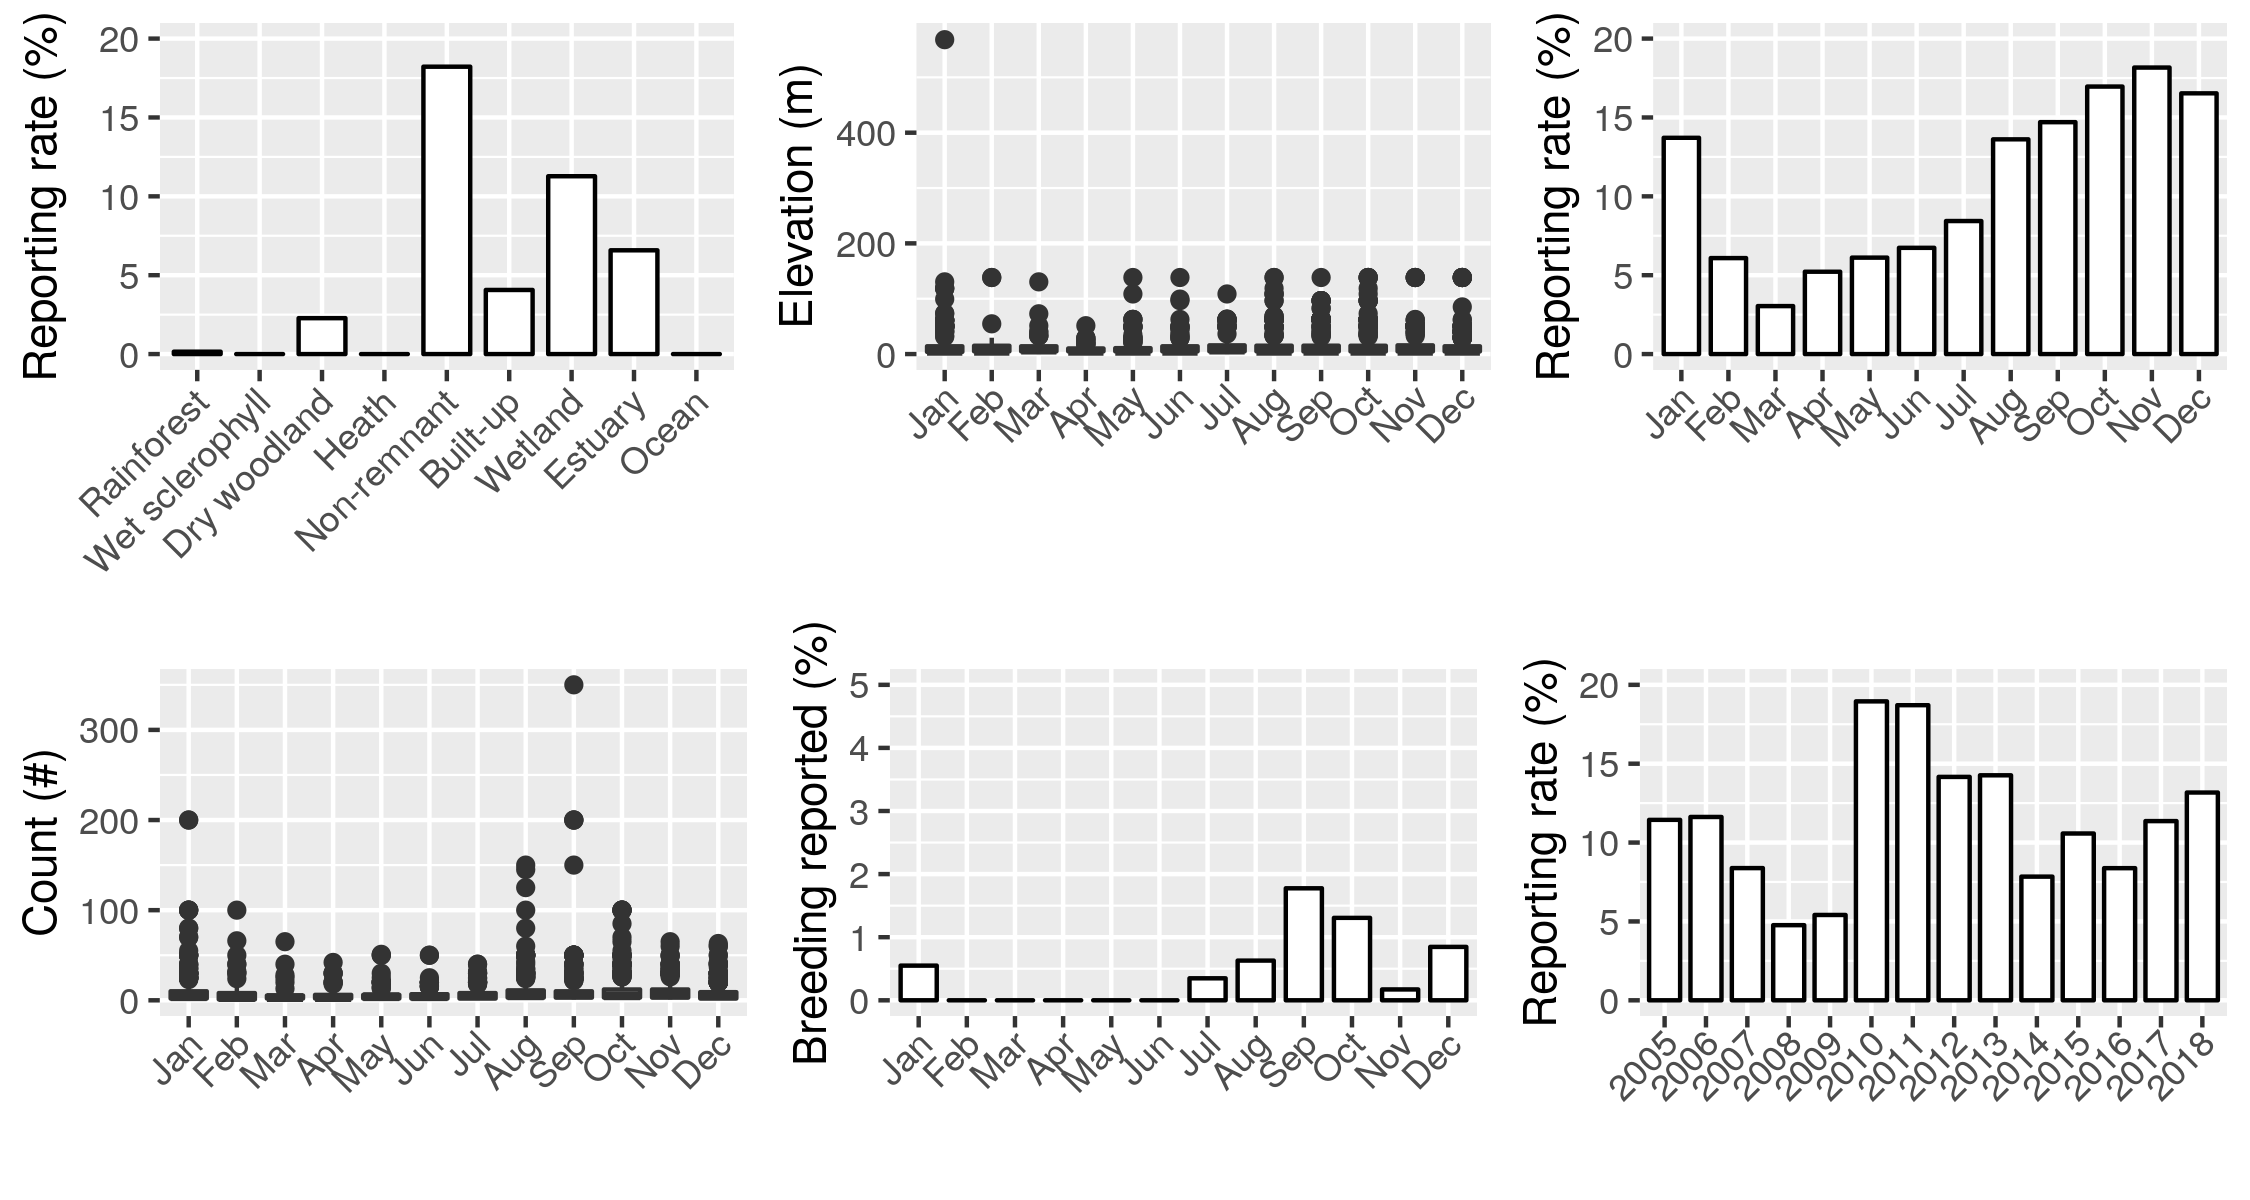 Reporting rate (%)
20
15
10
5
0
Rainforest
Wet sclerophyll
Dry woodland
Heath
Non-remnant
Built-up
Wetland
Estuary
Ocean
Elevation (m)
400
200
0
Jan Feb Mar Apr May Jun Jul Aug Sep Oct Nov Dec
Reporting rate (%)
20
15
10
5
0
Jan Feb Mar Apr May Jun Jul Aug Sep Oct Nov Dec
Count (#)
300
200
100
0
Jan Feb Mar Apr May Jun Jul Aug Sep Oct Nov Dec
Breeding reported (%)
5
4
3
2
1
0
Jan Feb Mar Apr May Jun Jul Aug Sep Oct Nov Dec
Reporting rate (%)
20
15
10
5
0
2005 2006 2007 2008 2009 2010 2011 2012 2013 2014 2015 2016 2017 2018